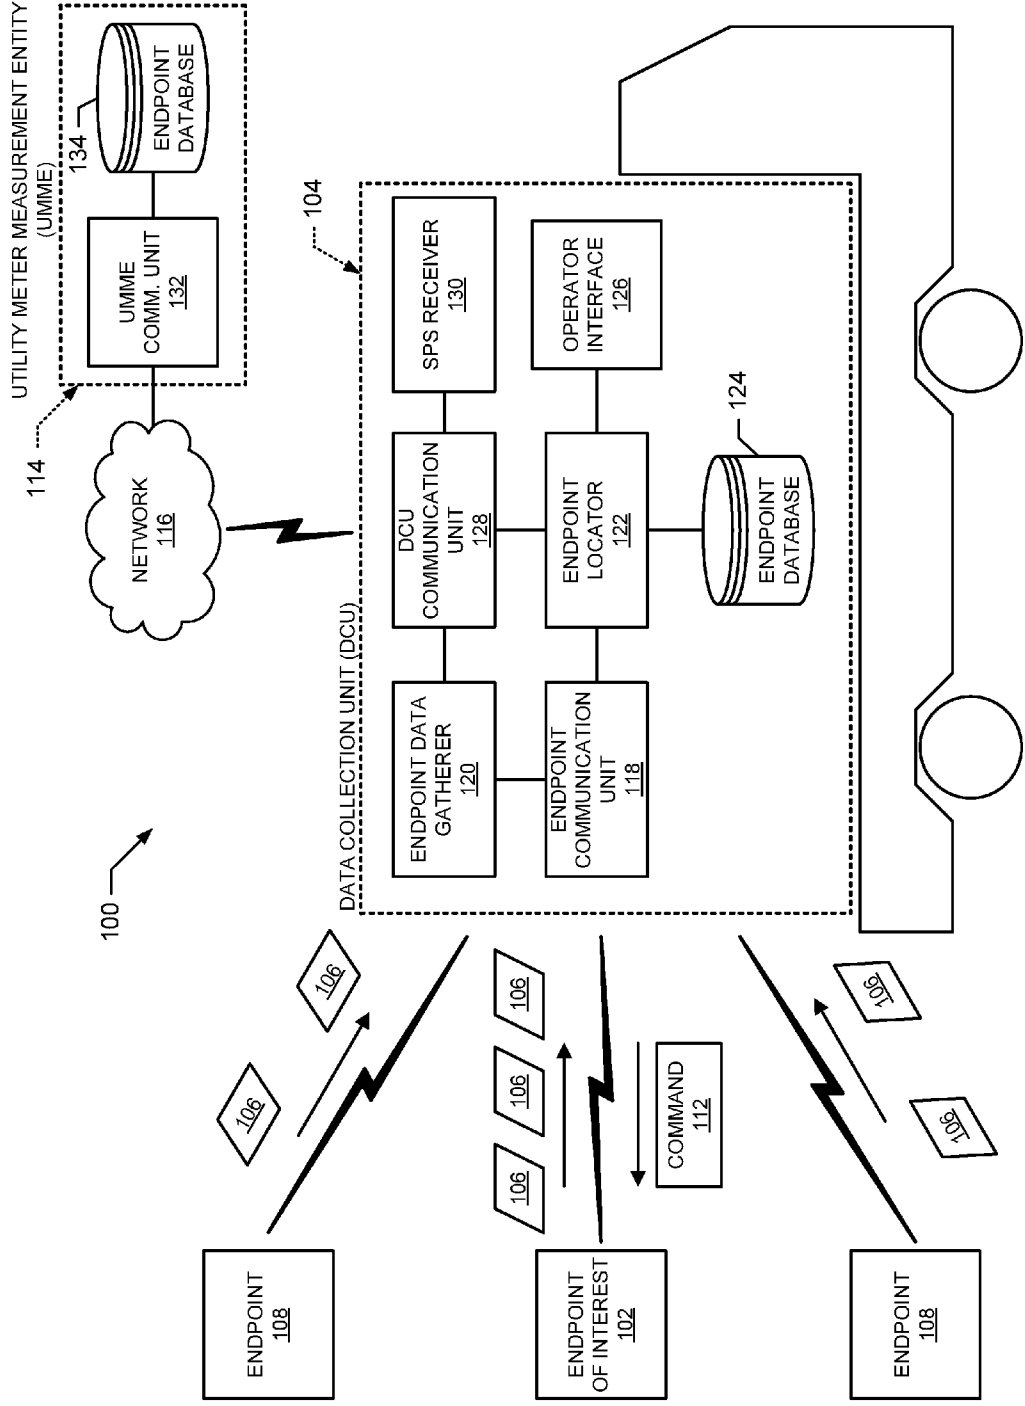 UTILITY METER MEASUREMENT ENTITY
(UMME)
114
UMME
COMM. UNIT
132
134
ENDPOINT
DATABASE
NETWORK
116
100
104
DATA COLLECTION UNIT (DCU)
ENDPOINT DATA
GATHERER
120
DCU
COMMUNICATION
UNIT
128
SPS RECEIVER
130
ENDPOINT
COMMUNICATION
UNIT
118
ENDPOINT
LOCATOR
122
OPERATOR
INTERFACE
126
124
ENDPOINT
DATABASE
ENDPOINT
108
106
106
ENDPOINT
OF INTEREST
102
106
106
106
COMMAND
112
ENDPOINT
108
106
106